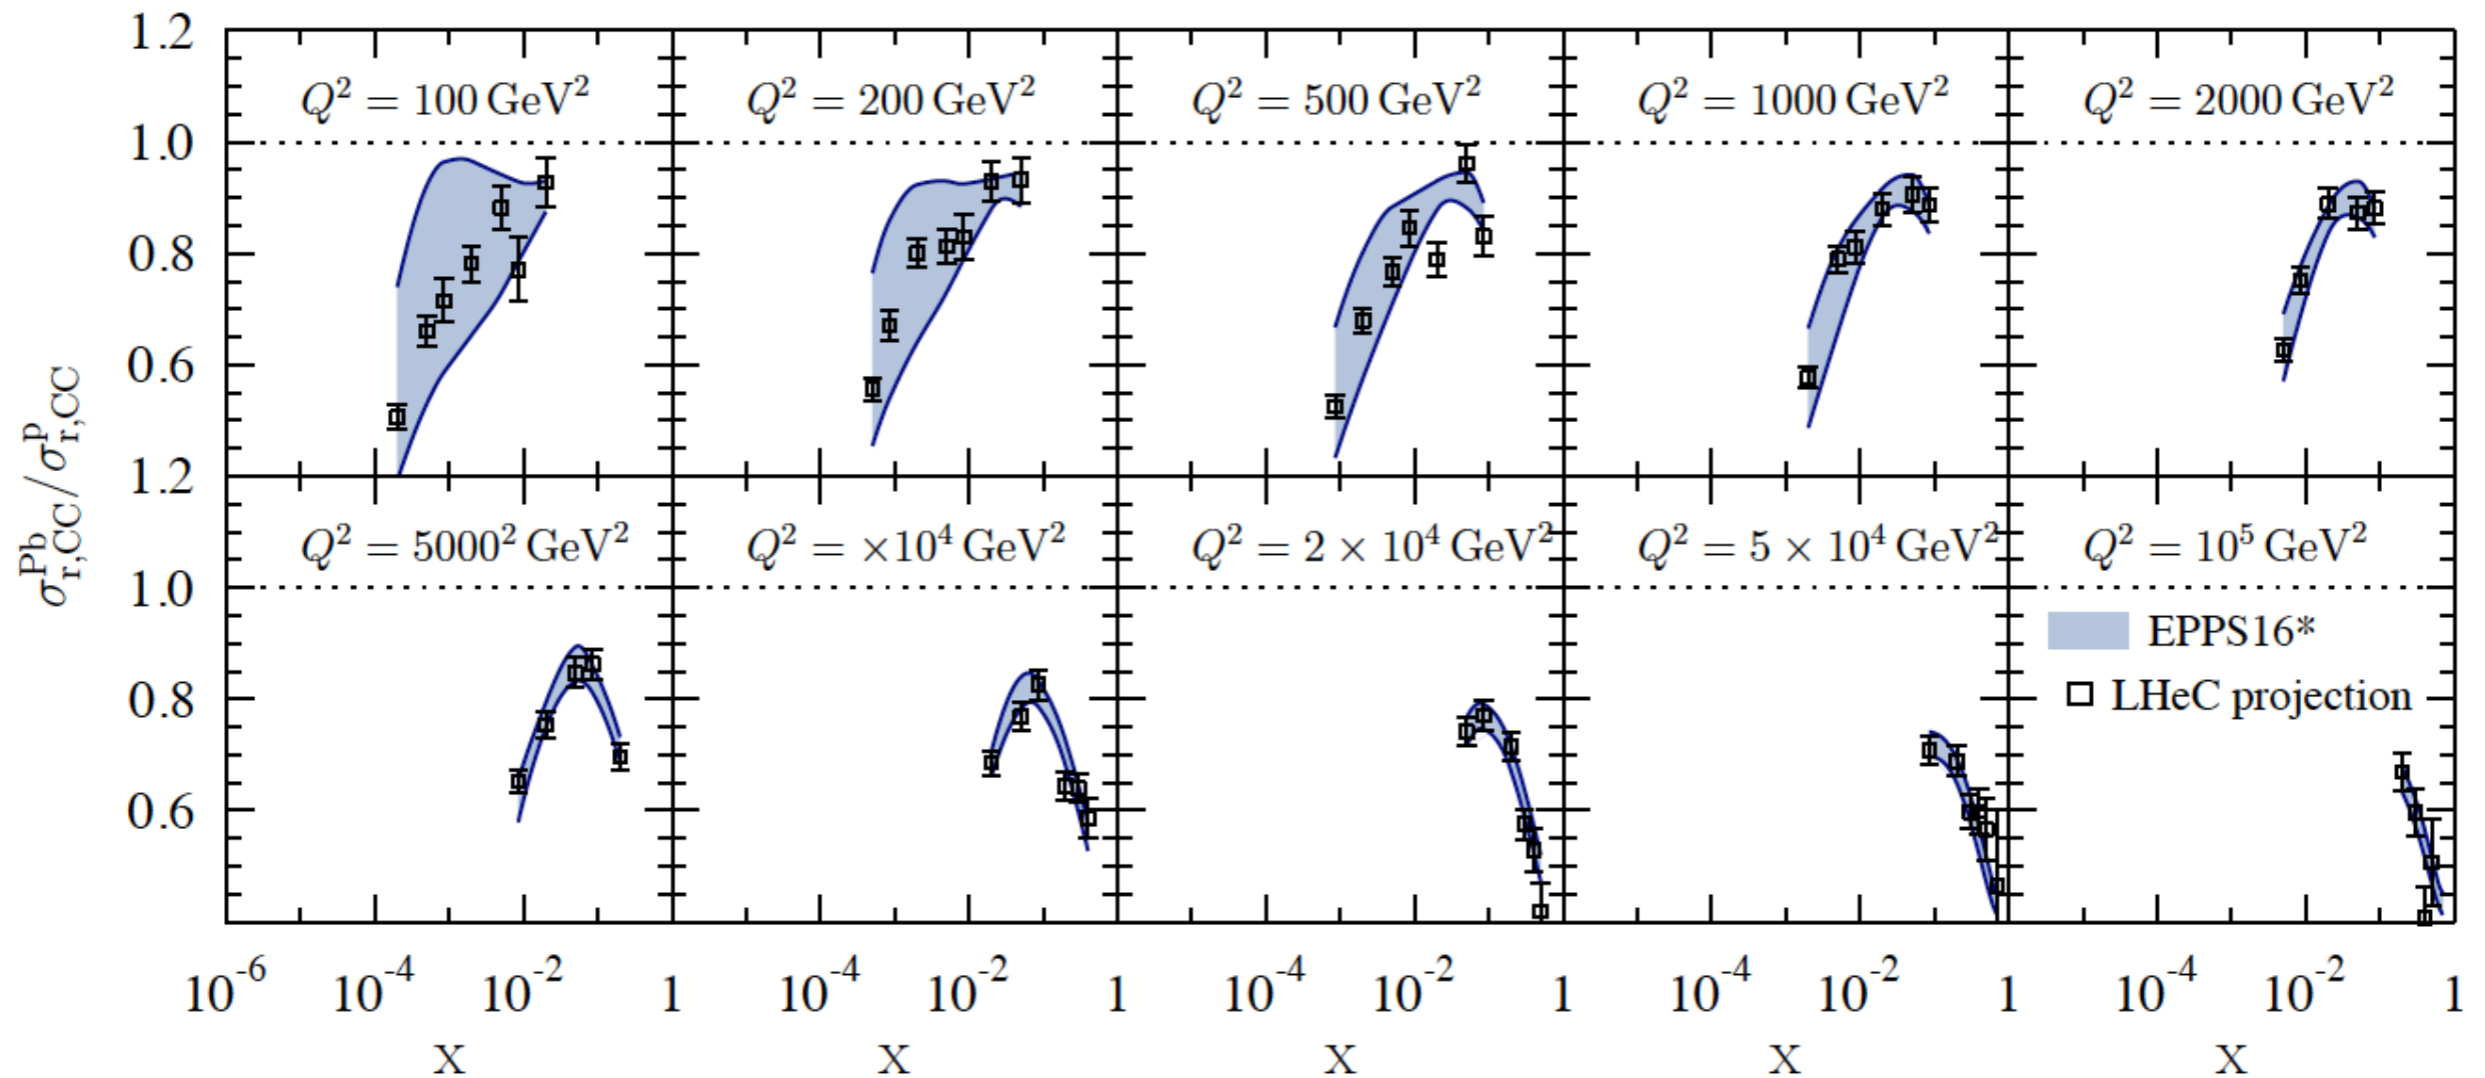 1.2
Q² = 100 GeV² Q² = 200 GeV² Q² = 500 GeV² Q² = 1000 GeV² Q² = 2000 GeV²
1.0
0.8
0.6
1.2
σ^Pb_r,CC/σ^p_r,CC
Q² = 5000² GeV² Q² = ×10⁴ GeV² Q² = 2 × 10⁴ GeV² Q² = 5 × 10⁴ GeV² Q² = 10⁵ GeV²
1.0
EPPS16*
0.8
LHeC projection
0.6
10⁻⁶ 10⁻⁴ 10⁻² 1 10⁻⁴ 10⁻² 1 10⁻⁴ 10⁻² 1 10⁻⁴ 10⁻² 1 10⁻⁴ 10⁻² 1
x x x x x